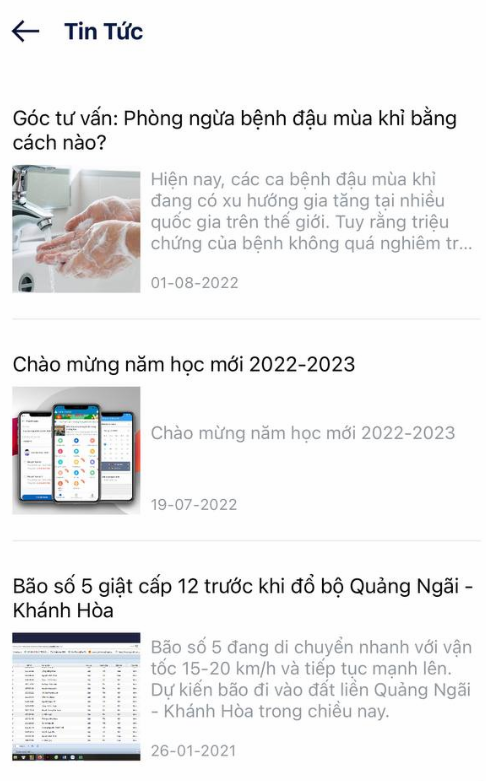 Tin Tức
Góc tư vấn: Phòng ngừa bệnh đậu mùa khỉ bằng
cách nào?
Hiện nay, các ca bệnh đậu mùa khỉ
đang có xu hướng gia tăng tại nhiều
quốc gia trên thế giới. Tuy rằng triệu
chứng của bệnh không quá nghiêm tr...
01-08-2022
Chào mừng năm học mới 2022-2023
Chào mừng năm học mới 2022-2023
19-07-2022
Bão số 5 giật cấp 12 trước khi đổ bộ Quảng Ngãi -
Khánh Hòa
Bão số 5 đang di chuyển nhanh với vận
tốc 15-20 km/h và tiếp tục mạnh lên.
Dự kiến bão đi vào đất liền Quảng Ngãi
- Khánh Hòa trong chiều nay.
26-01-2021